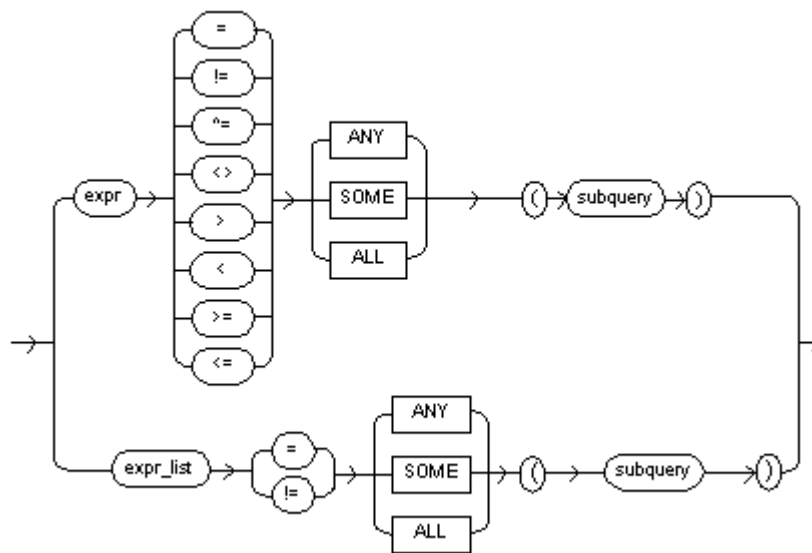 =
!=
^=
<>
>
<
>=
<=
expr
ANY
SOME
ALL
(
subquery
)
expr_list
=
!=
ANY
SOME
ALL
(
subquery
)